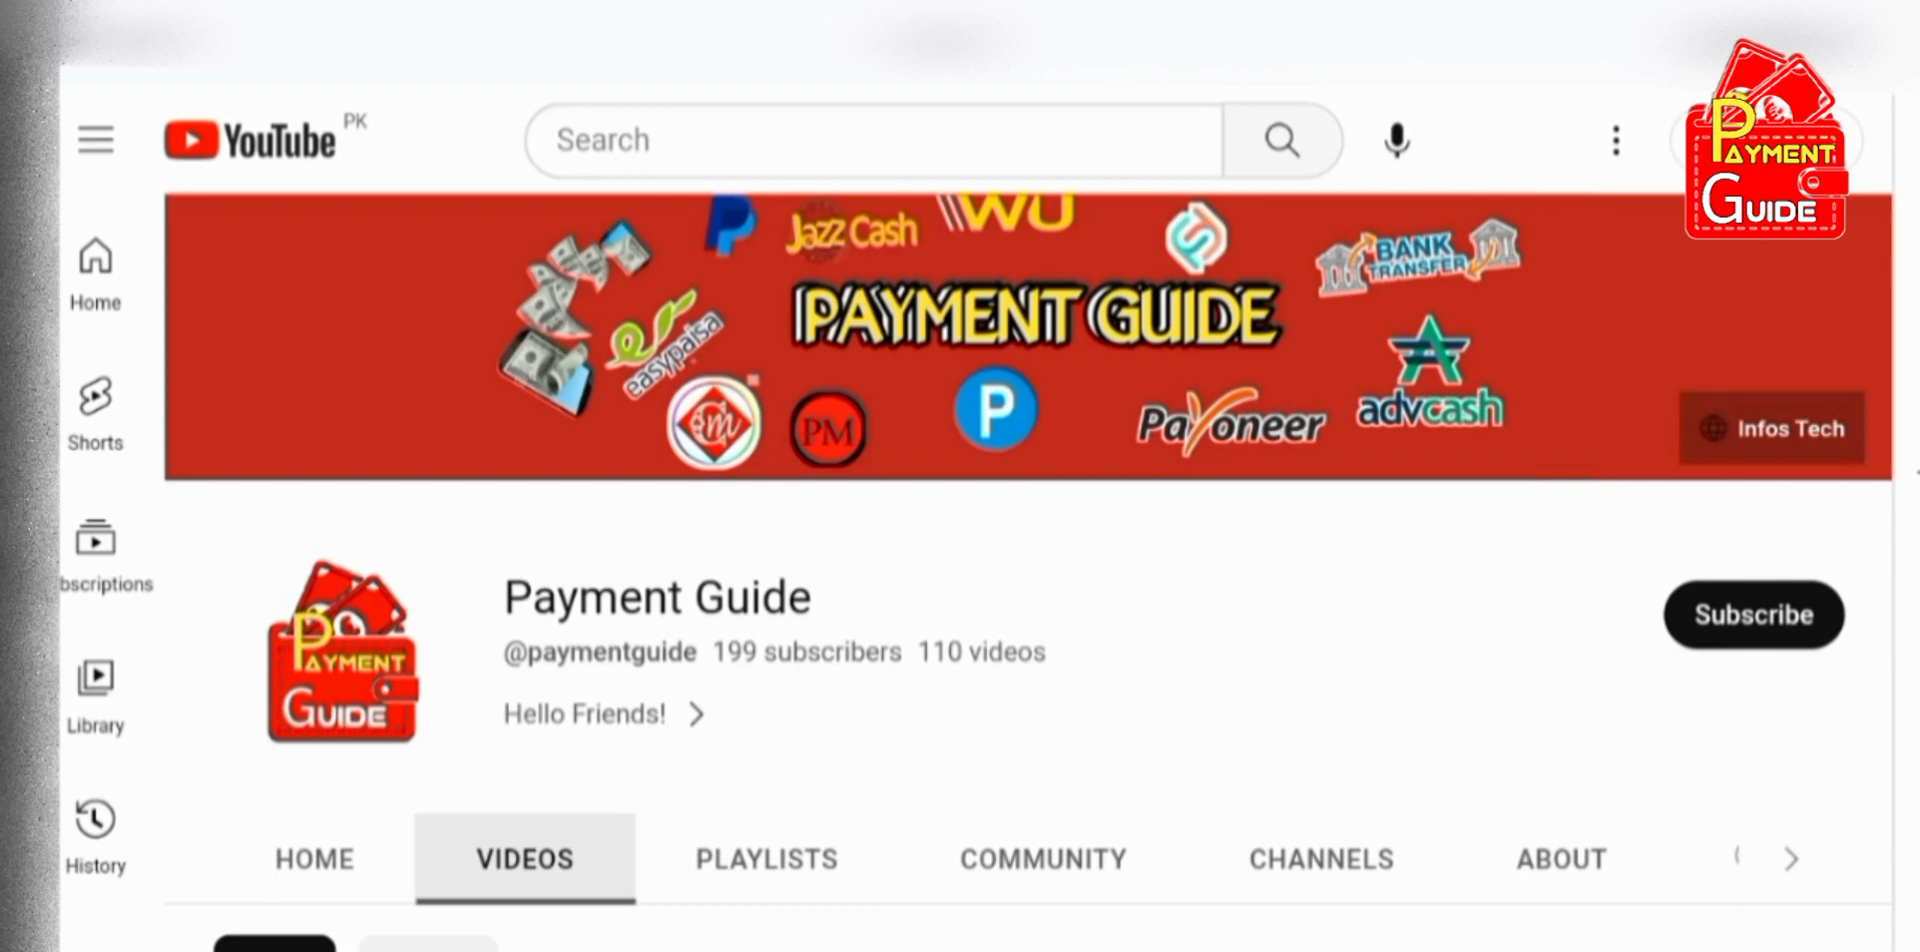 YouTube PK
Search
PAYMENT GUIDE
Home
Jazz Cash
WU
BANK TRANSFER
PAYMENT GUIDE
easypaisa
PM
P
Payoneer
advcash
Infos Tech
Shorts
Payment Guide
@paymentguide 199 subscribers 110 videos
Hello Friends!
Subscribe
PAYMENT
GUIDE
bscriptions
Library
History
HOME VIDEOS PLAYLISTS COMMUNITY CHANNELS ABOUT